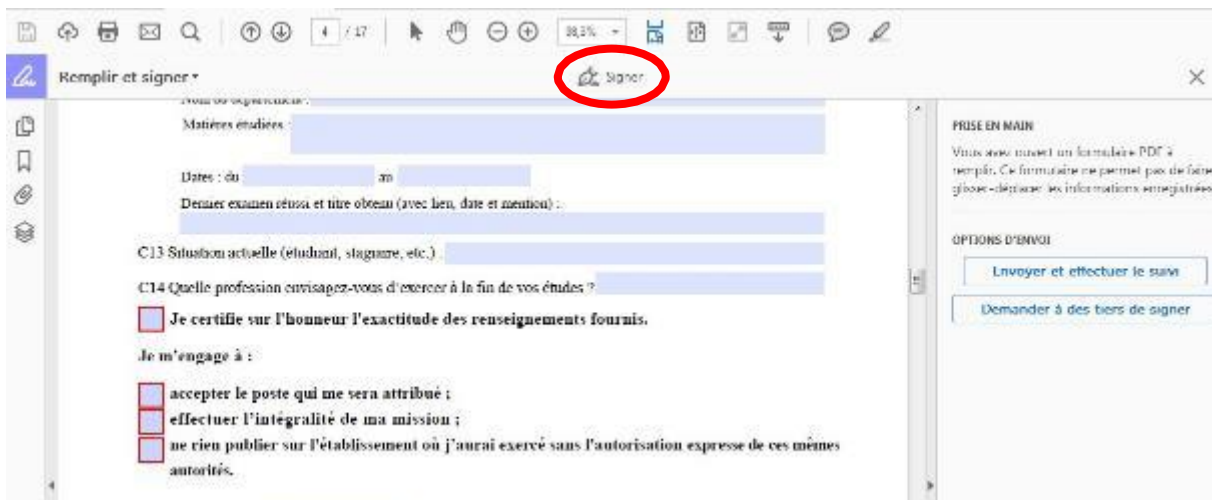 4 / 17
Remplir et signer
Signer
Matières étudiées :
Dates : du au
Dernier examen réussi et titre obtenu (avec lieu, date et mention) :
C13 Situation actuelle (étudiant, stagiaire, etc.) :
C14 Quelle profession envisagez-vous d'exercer à la fin de vos études ?
Je certifie sur l'honneur l'exactitude des renseignements fournis.
Je m'engage à :
accepter le poste qui me sera attribué ;
effectuer l'intégralité de ma mission ;
ne rien publier sur l'établissement où j'aurai exercé sans l'autorisation expresse de ces mêmes
autorités.
PRISE EN MAIN
Vous avez ouvert un formulaire PDF à
remplir. Ce formulaire ne permet pas de faire
glisser-déplacer les informations enregistrées
OPTIONS D'ENVOI
Envoyer et effectuer le suivi
Demander à des tiers de signer